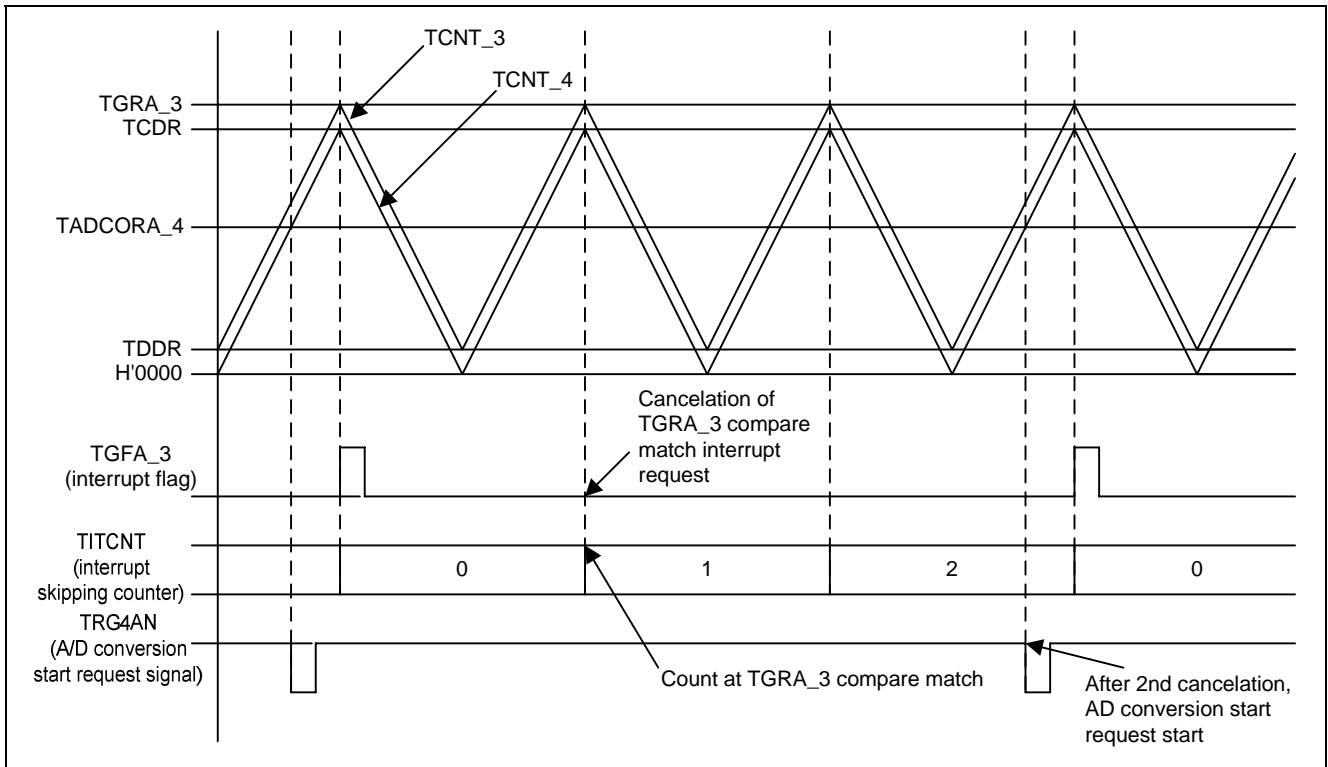 TCNT_3
TCNT_4
TGRA_3
TCDR
TADCORA_4
TDDR
H'0000
Cancelation of
TGRA_3 compare
match interrupt
request
TGFA_3
(interrupt flag)
TITCNT
(interrupt
skipping counter)
0
1
2
0
TRG4AN
(A/D conversion
start request signal)
Count at TGRA_3 compare match
After 2nd cancelation,
AD conversion start
request start